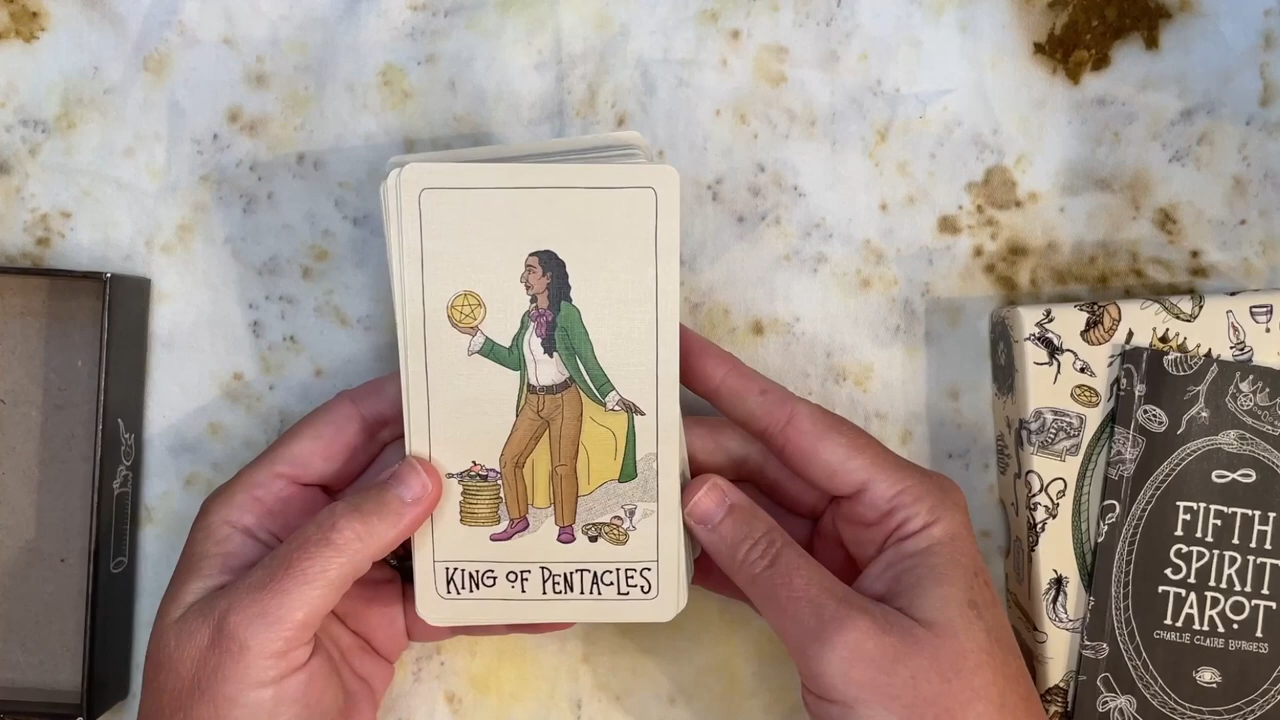 KING OF PENTACLES
FIFTH
SPIRIT
TAROT
CHARLIE CLAIRE BURGESS